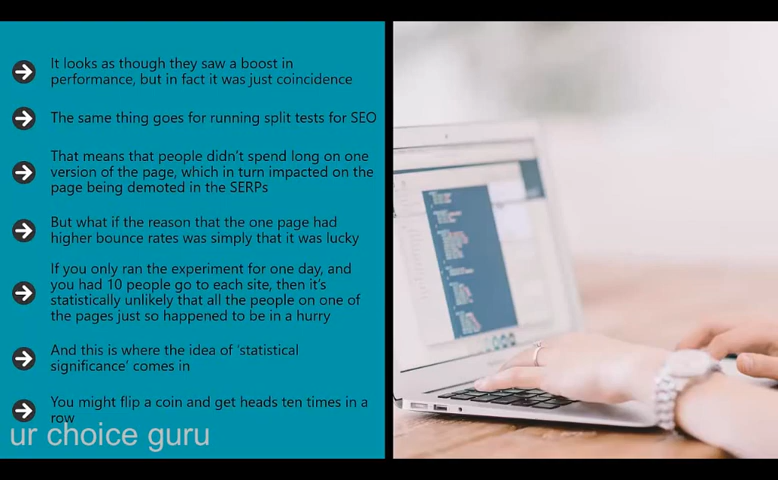 It looks as though they saw a boost in
performance, but in fact it was just coincidence
The same thing goes for running split tests for SEO
That means that people didn't spend long on one
version of the page, which in turn impacted on the
page being demoted in the SERPs
But what if the reason that the one page had
higher bounce rates was simply that it was lucky
If you only ran the experiment for one day, and
you had 10 people go to each site, then it's
statistically unlikely that all the people on one of
the pages just so happened to be in a hurry
And this is where the idea of 'statistical
significance' comes in
You might flip a coin and get heads ten times in a
row
ur choice guru